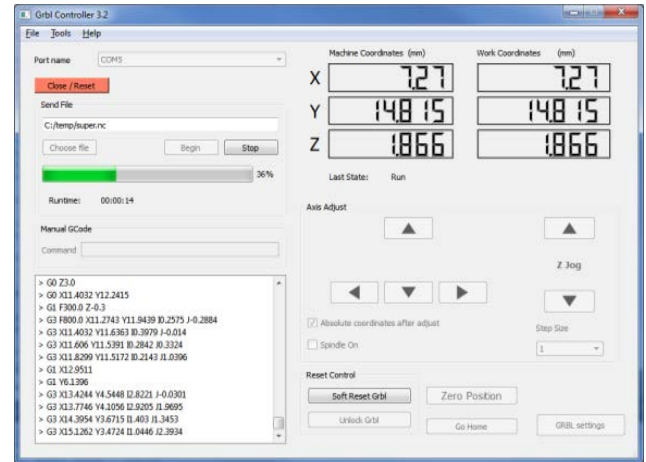 Grbl Controller 3.2
File Tools Help
Port name COM5
Close / Reset
Send File
C:/temp/super.nc
Choose file Begin Stop
36%
Runtime: 00:00:14
Manual GCode
Command
> G0 Z3.0
> G0 X11.4032 Y12.2415
> G1 F300.0 Z-0.3
> G3 F800.0 X11.2743 Y11.9439 I0.2575 J-0.2884
> G3 X11.4032 Y11.6363 I0.3979 J-0.014
> G3 X11.606 Y11.5391 I0.2842 J0.3324
> G3 X11.8299 Y11.5172 I0.2143 J1.0396
> G1 X12.9511
> G1 Y6.1396
> G3 X13.4244 Y4.5448 I2.8221 J-0.0301
> G3 X13.7746 Y4.1056 I2.9205 J1.9695
> G3 X14.3954 Y3.6715 I1.403 J1.3453
> G3 X15.1262 Y3.4724 I1.0446 J2.3934
Machine Coordinates (mm) Work Coordinates (mm)
X 7.27 7.27
Y 14.815 14.815
Z 1.866 1.866
Last State: Run
Axis Adjust
Z Jog
Absolute coordinates after adjust
Spindle On
Step Size
1
Reset Control
Soft Reset Grbl Zero Position
Unlock Grbl Go Home GRBL settings